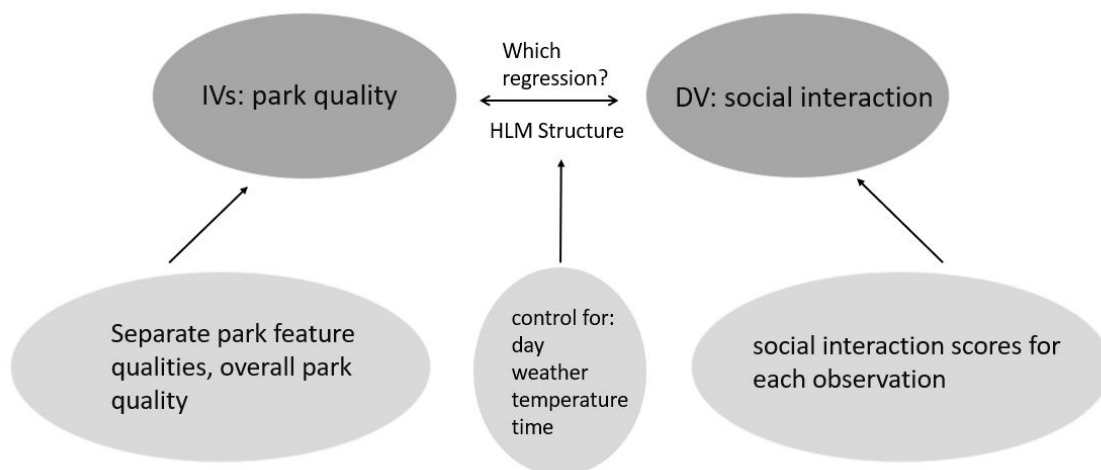 Which
regression?
IVs: park quality
DV: social interaction
HLM Structure
Separate park feature
qualities, overall park
quality
control for:
day
weather
temperature
time
social interaction scores for
each observation